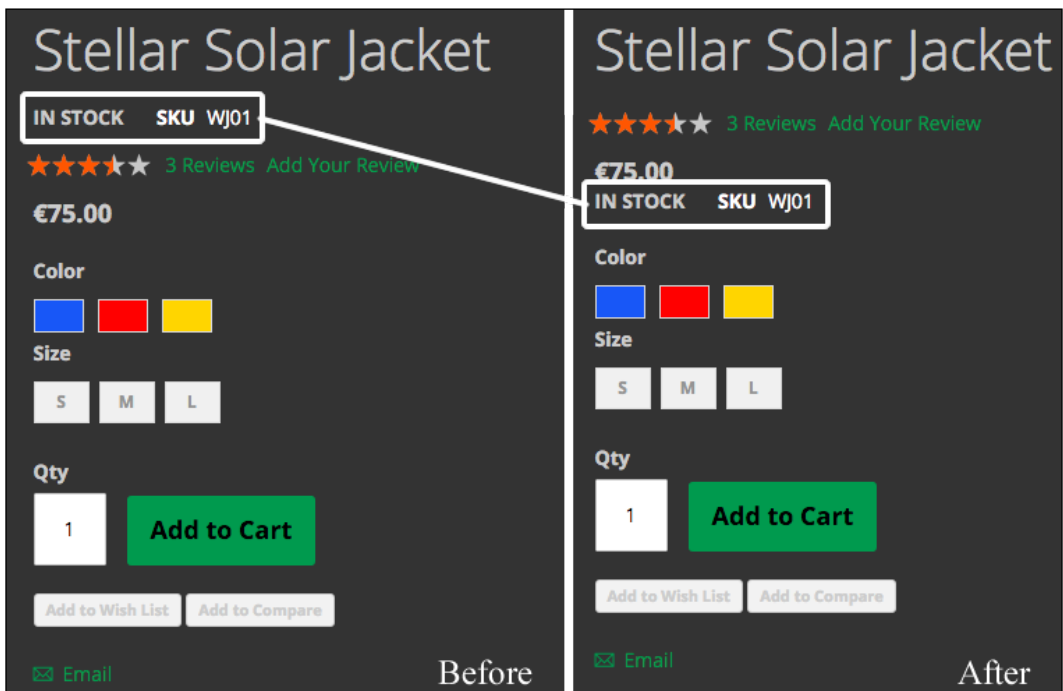 Stellar Solar Jacket
IN STOCK SKU WJ01
3 Reviews Add Your Review
€75.00
Color
Size
S M L
Qty
1 Add to Cart
Add to Wish List Add to Compare
Email
Before
Stellar Solar Jacket
3 Reviews Add Your Review
€75.00
IN STOCK SKU WJ01
Color
Size
S M L
Qty
1 Add to Cart
Add to Wish List Add to Compare
Email
After